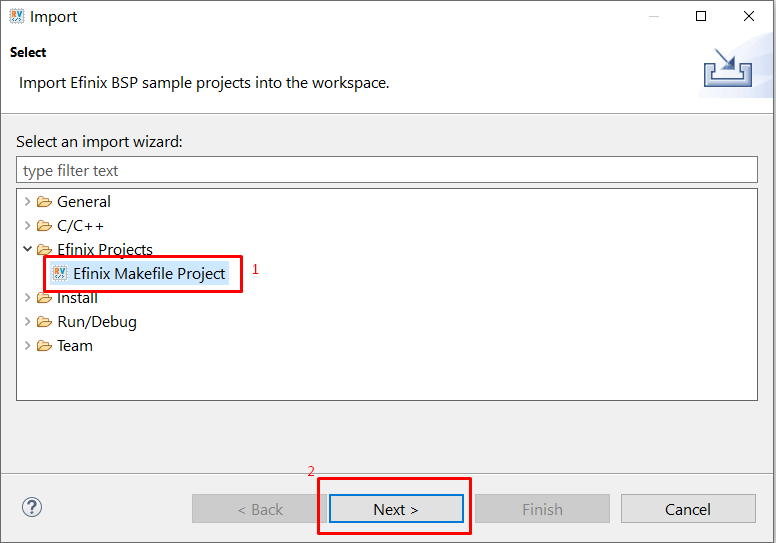 Import
Select
Import Efinix BSP sample projects into the workspace.
Select an import wizard:
type filter text
General
C/C++
Efinix Projects
Efinix Makefile Project
1
Install
Run/Debug
Team
2
?
< Back
Next >
Finish
Cancel